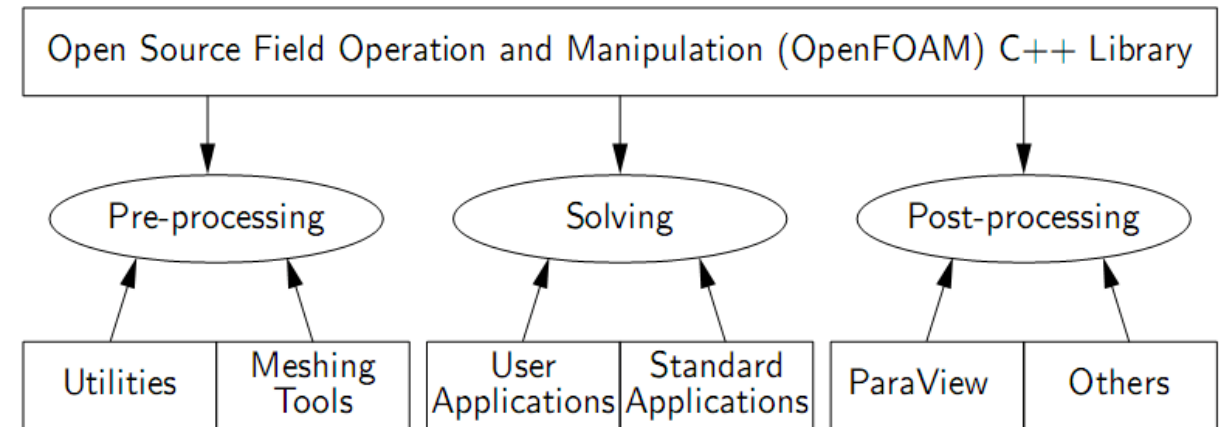 Open Source Field Operation and Manipulation (OpenFOAM) C++ Library
Pre-processing
Solving
Post-processing
Utilities
Meshing
Tools
User
Applications
Standard
Applications
ParaView
Others